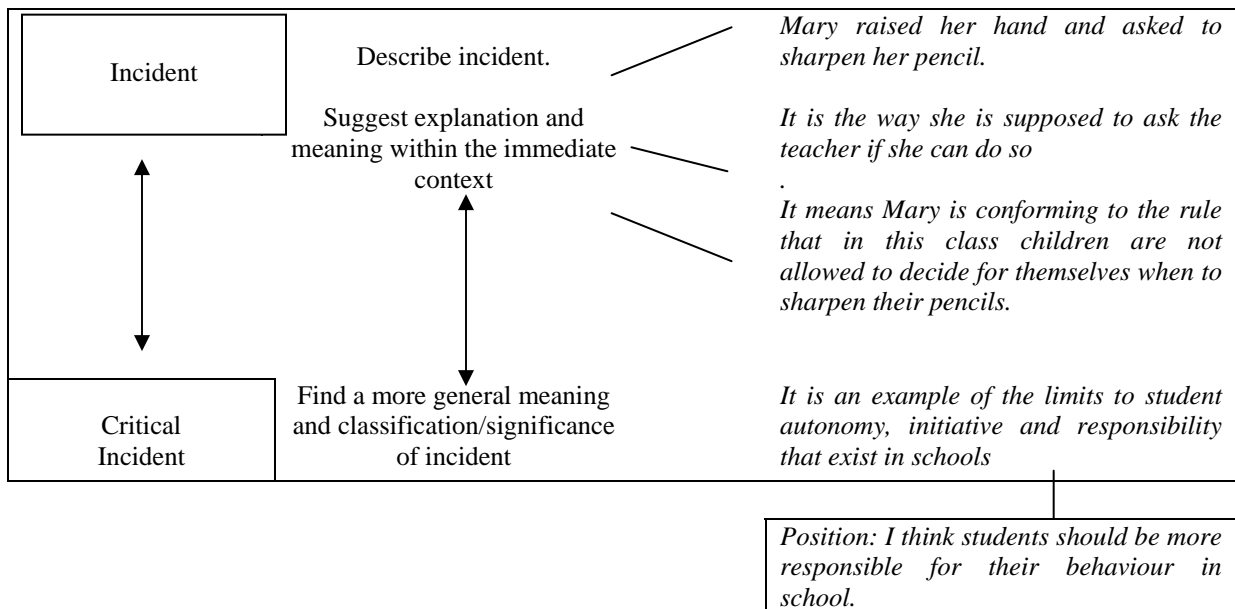 Incident
Describe incident.
Mary raised her hand and asked to
sharpen her pencil.
Suggest explanation and
meaning within the immediate
context
It is the way she is supposed to ask the
teacher if she can do so
.
It means Mary is conforming to the rule
that in this class children are not
allowed to decide for themselves when to
sharpen their pencils.
Critical
Incident
Find a more general meaning
and classification/significance
of incident
It is an example of the limits to student
autonomy, initiative and responsibility
that exist in schools
Position: I think students should be more
responsible for their behaviour in
school.